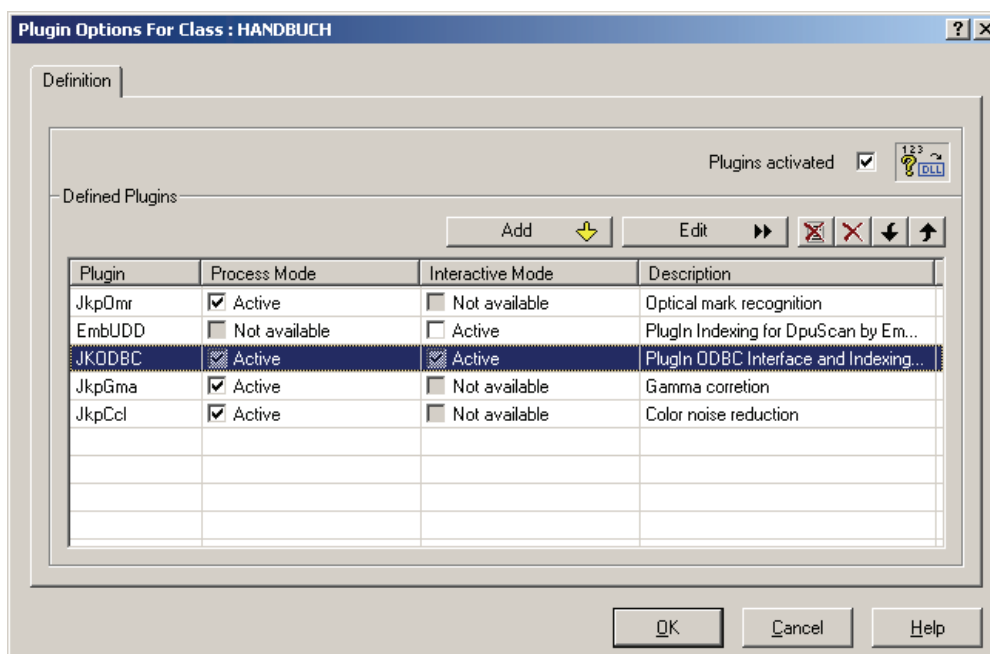 Plugin Options For Class : HANDBUCH
Definition
Plugins activated
123
DLL
Defined Plugins
Add Edit
Plugin Process Mode Interactive Mode Description
JkpOmr Active Not available Optical mark recognition
EmbUDD Not available Active PlugIn Indexing for DpuScan by Em...
JKODBC Active Active PlugIn ODBC Interface and Indexing...
JkpGma Active Not available Gamma corretion
JkpCcl Active Not available Color noise reduction
OK Cancel Help